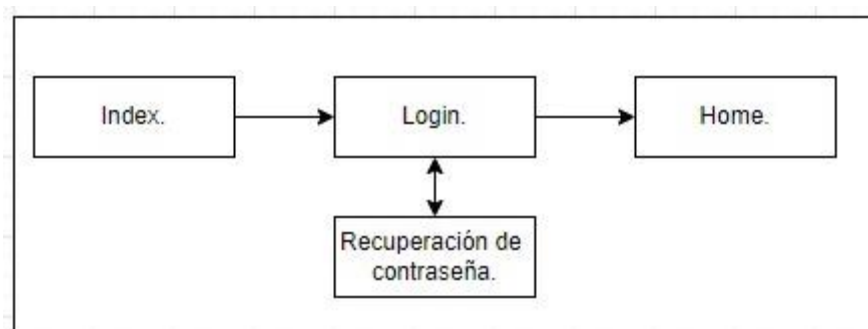 Index.
Login.
Home.
Recuperación de
contraseña.